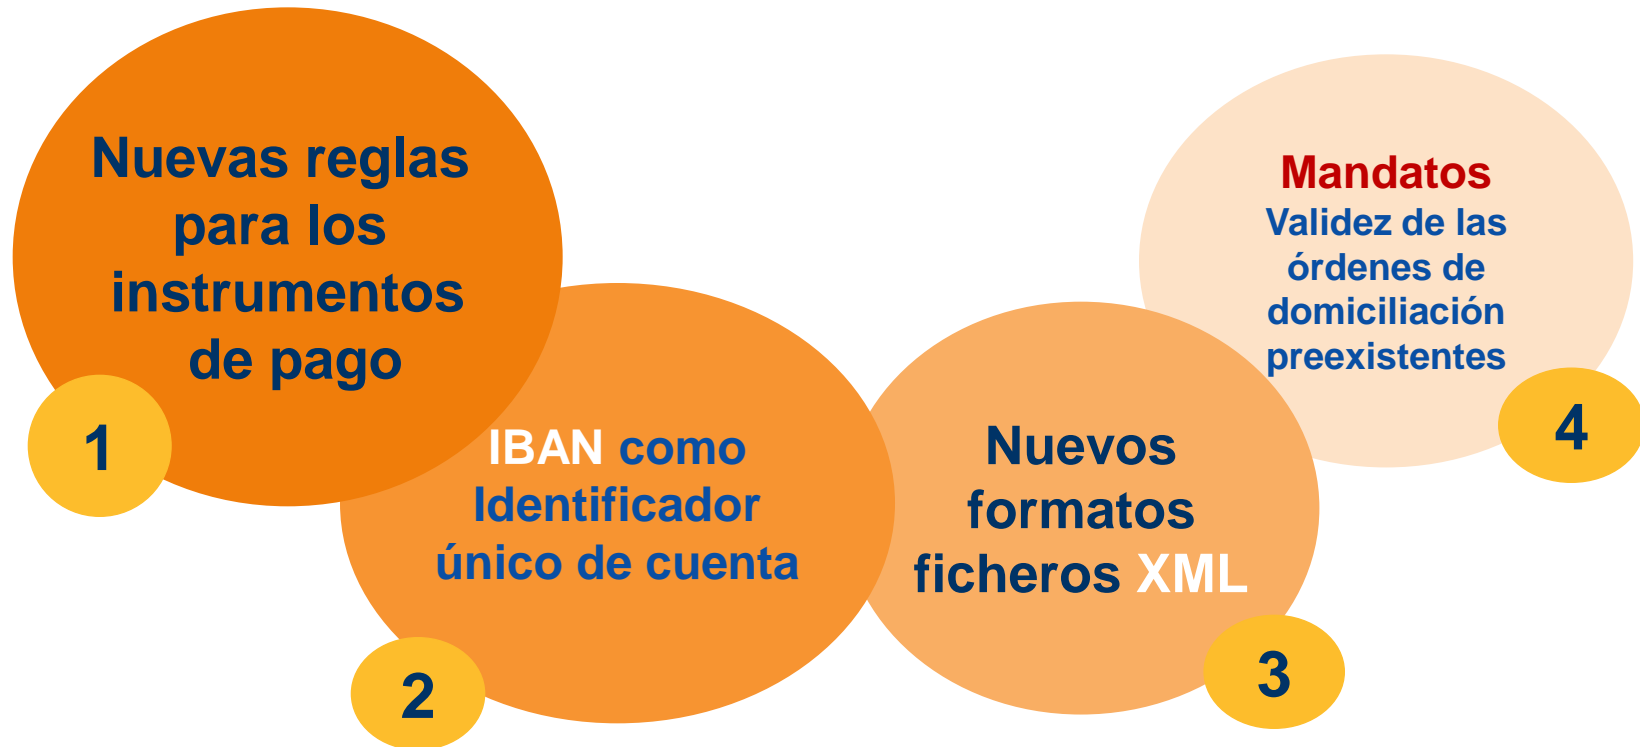 Nuevas reglas
para los
instrumentos
de pago
1
IBAN como
Identificador
único de cuenta
2
Nuevos
formatos
ficheros XML
3
Mandatos
Validez de las
órdenes de
domiciliación
preexistentes
4